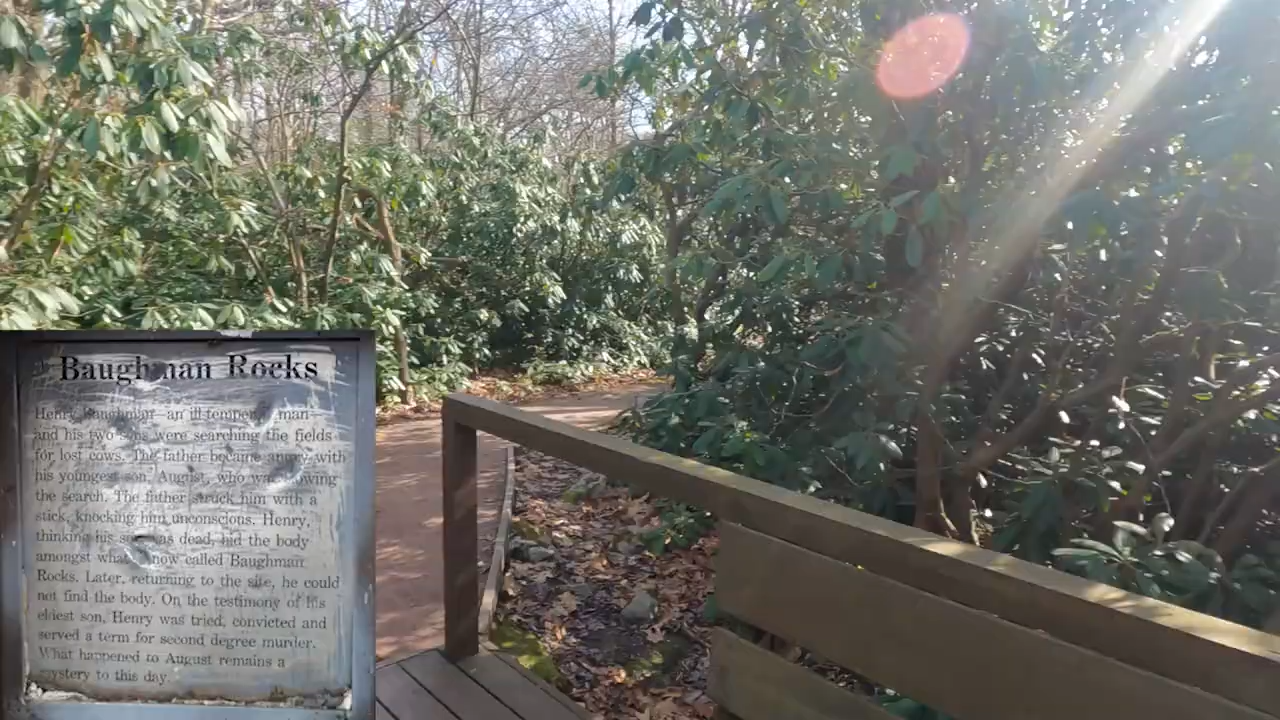 Baughman Rocks
Henry Baughman—an ill-tempered man—
and his two sons were searching the fields
for lost cows. The father became angry with
his youngest son, August, who was slowing
the search. The father struck him with a
stick, knocking him unconscious. Henry,
thinking his son was dead, hid the body
amongst what is now called Baughman
Rocks. Later, returning to the site, he could
not find the body. On the testimony of his
eldest son, Henry was tried, convicted and
served a term for second degree murder.
What happened to August remains a
mystery to this day.